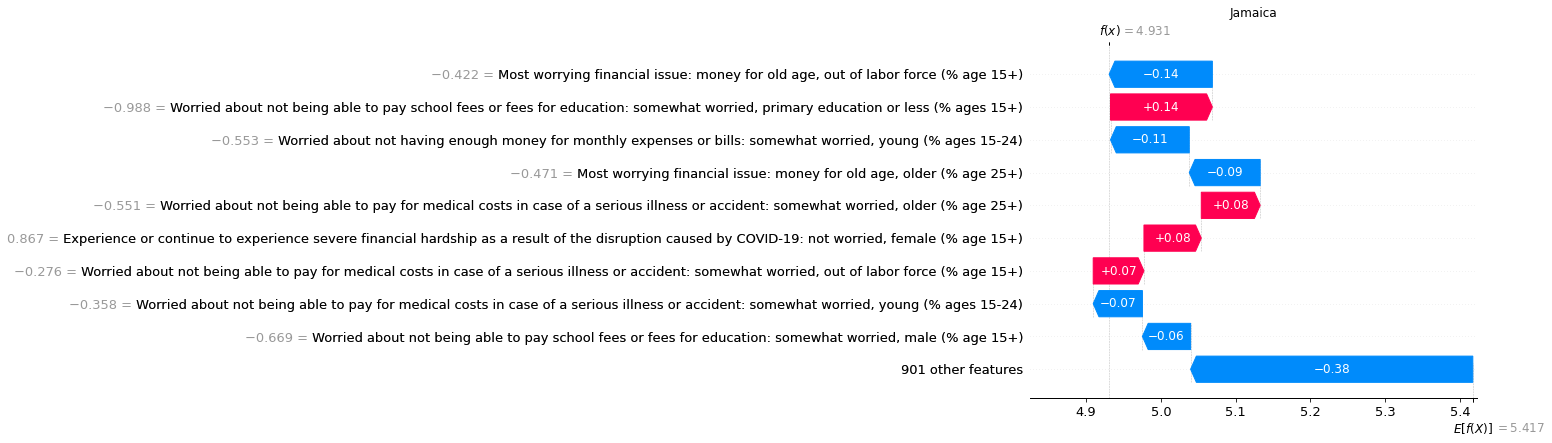 Jamaica
f(x) = 4.931
−0.422 = Most worrying financial issue: money for old age, out of labor force (% age 15+)
−0.14
−0.988 = Worried about not being able to pay school fees or fees for education: somewhat worried, primary education or less (% ages 15+)
+0.14
−0.553 = Worried about not having enough money for monthly expenses or bills: somewhat worried, young (% ages 15-24)
−0.11
−0.471 = Most worrying financial issue: money for old age, older (% age 25+)
−0.09
−0.551 = Worried about not being able to pay for medical costs in case of a serious illness or accident: somewhat worried, older (% age 25+)
+0.08
0.867 = Experience or continue to experience severe financial hardship as a result of the disruption caused by COVID-19: not worried, female (% age 15+)
+0.08
−0.276 = Worried about not being able to pay for medical costs in case of a serious illness or accident: somewhat worried, out of labor force (% age 15+)
+0.07
−0.358 = Worried about not being able to pay for medical costs in case of a serious illness or accident: somewhat worried, young (% ages 15-24)
−0.07
−0.669 = Worried about not being able to pay school fees or fees for education: somewhat worried, male (% age 15+)
−0.06
901 other features
−0.38
4.9 5.0 5.1 5.2 5.3 5.4
E[f(X)] = 5.417